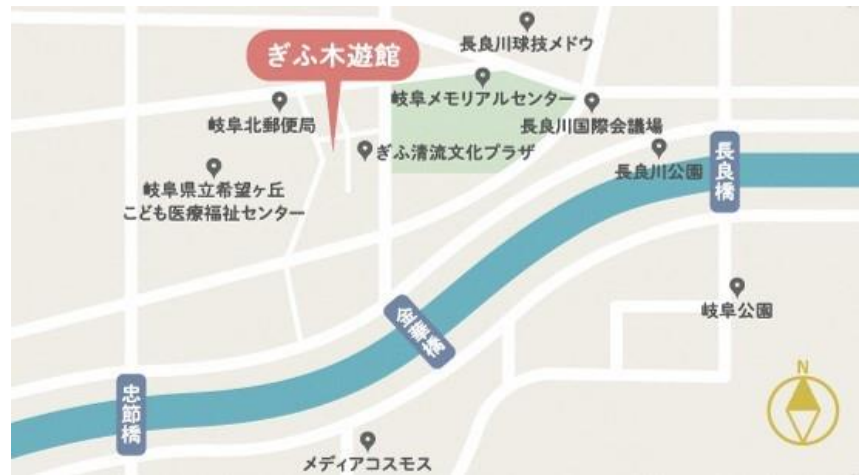 長良川球技メドウ
ぎふ木遊館
岐阜メモリアルセンター
岐阜北郵便局
長良川国際会議場
ぎふ清流文化プラザ
長良川公園
長良橋
岐阜県立希望ヶ丘
こども医療福祉センター
岐阜公園
金華橋
N
忠節橋
メディアコスモス